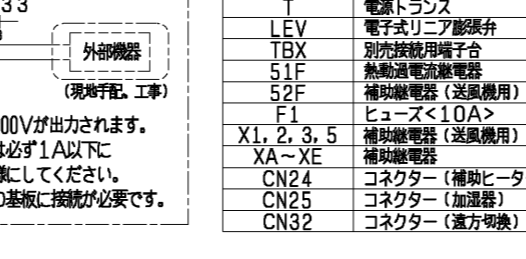 33
外部機器
(現地手配。工事)
00Vが出力されます。
は必ず1A以下に
様にしてください。
の基板に接続が必要です。
T 電源トランス
LEV 電子式リニア膨張弁
TBX 別売接続用端子台
51F 熱動過電流継電器
52F 補助継電器(送風機用)
F1 ヒューズ<10A>
X1, 2, 3, 5 補助継電器(送風機用)
XA~XE 補助継電器
CN24 コネクター(補助ヒータ
CN25 コネクター(加湿器)
CN32 コネクター(遠方切換)